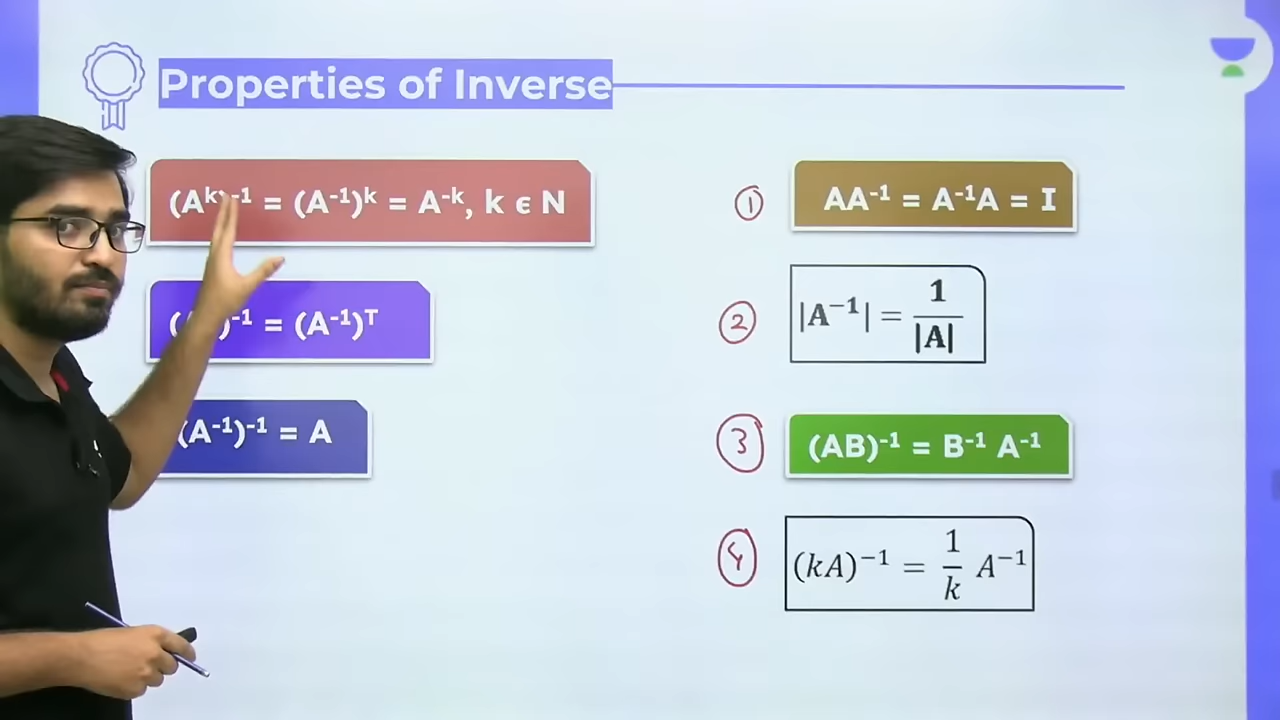 Properties of Inverse
(Aᵏ)⁻¹ = (A⁻¹)ᵏ = A⁻ᵏ, k ϵ N
( )⁻¹ = (A⁻¹)ᵀ
(A⁻¹)⁻¹ = A
① AA⁻¹ = A⁻¹A = I
② |A⁻¹| = 1/|A|
③ (AB)⁻¹ = B⁻¹ A⁻¹
④ (kA)⁻¹ = 1/k A⁻¹